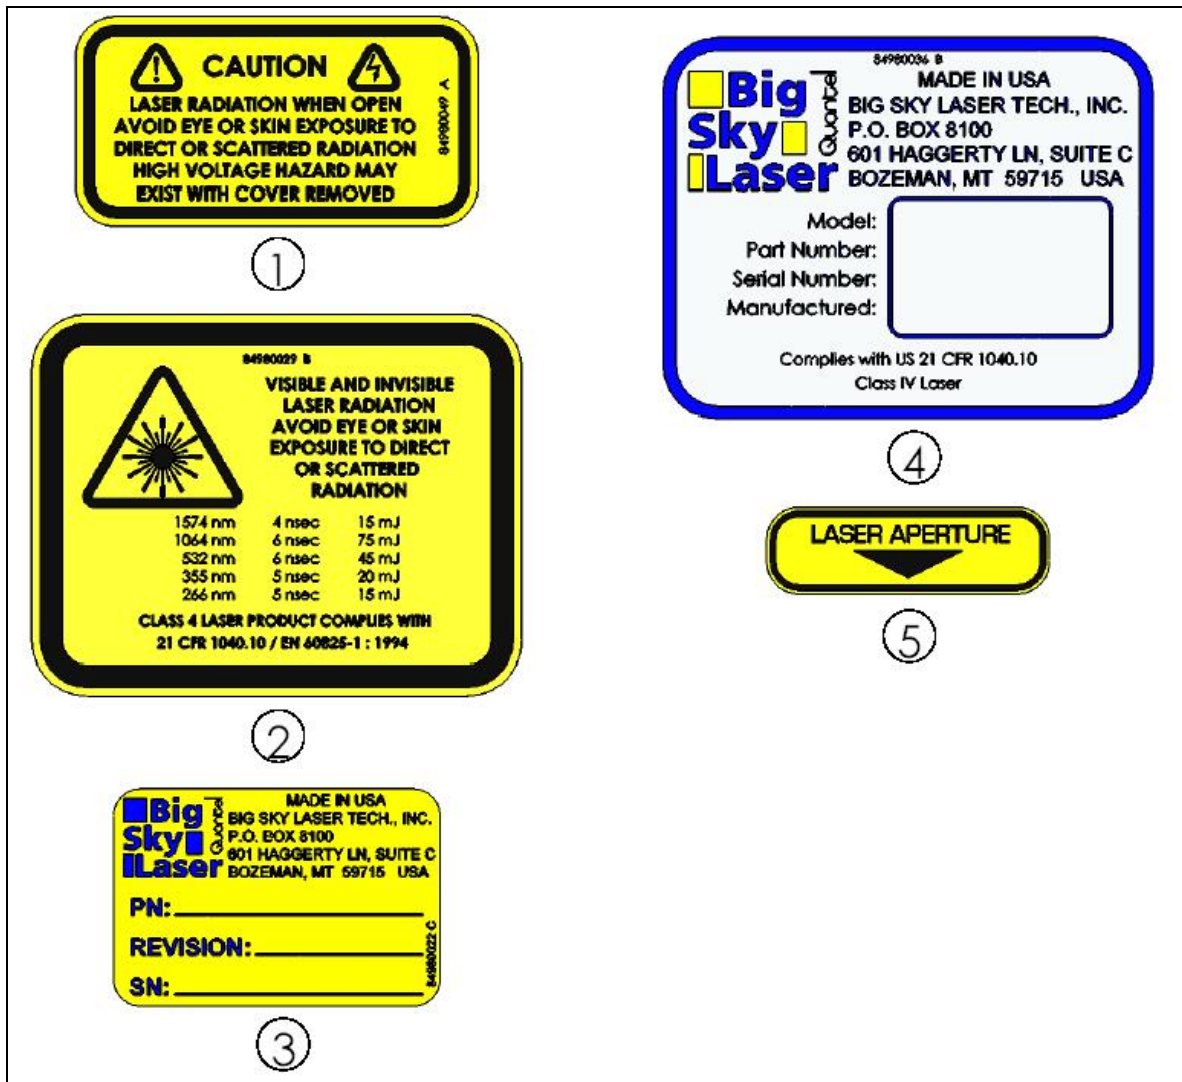 CAUTION
LASER RADIATION WHEN OPEN
AVOID EYE OR SKIN EXPOSURE TO
DIRECT OR SCATTERED RADIATION
HIGH VOLTAGE HAZARD MAY
EXIST WITH COVER REMOVED
84980049 A
1
84980029 B
VISIBLE AND INVISIBLE
LASER RADIATION
AVOID EYE OR SKIN
EXPOSURE TO DIRECT
OR SCATTERED
RADIATION
1574 nm 4 nsec 15 mJ
1064 nm 6 nsec 75 mJ
532 nm 6 nsec 45 mJ
355 nm 5 nsec 20 mJ
266 nm 5 nsec 15 mJ
CLASS 4 LASER PRODUCT COMPLIES WITH
21 CFR 1040.10 / EN 60825-1 : 1994
2
Big
Sky
Laser
Quantel
MADE IN USA
BIG SKY LASER TECH., INC.
P.O. BOX 8100
601 HAGGERTY LN, SUITE C
BOZEMAN, MT 59715 USA
PN:
REVISION:
SN:
84980022 C
3
84980036 B
Big
Sky
Laser
Quantel
MADE IN USA
BIG SKY LASER TECH., INC.
P.O. BOX 8100
601 HAGGERTY LN, SUITE C
BOZEMAN, MT 59715 USA
Model:
Part Number:
Serial Number:
Manufactured:
Complies with US 21 CFR 1040.10
Class IV Laser
4
LASER APERTURE
5